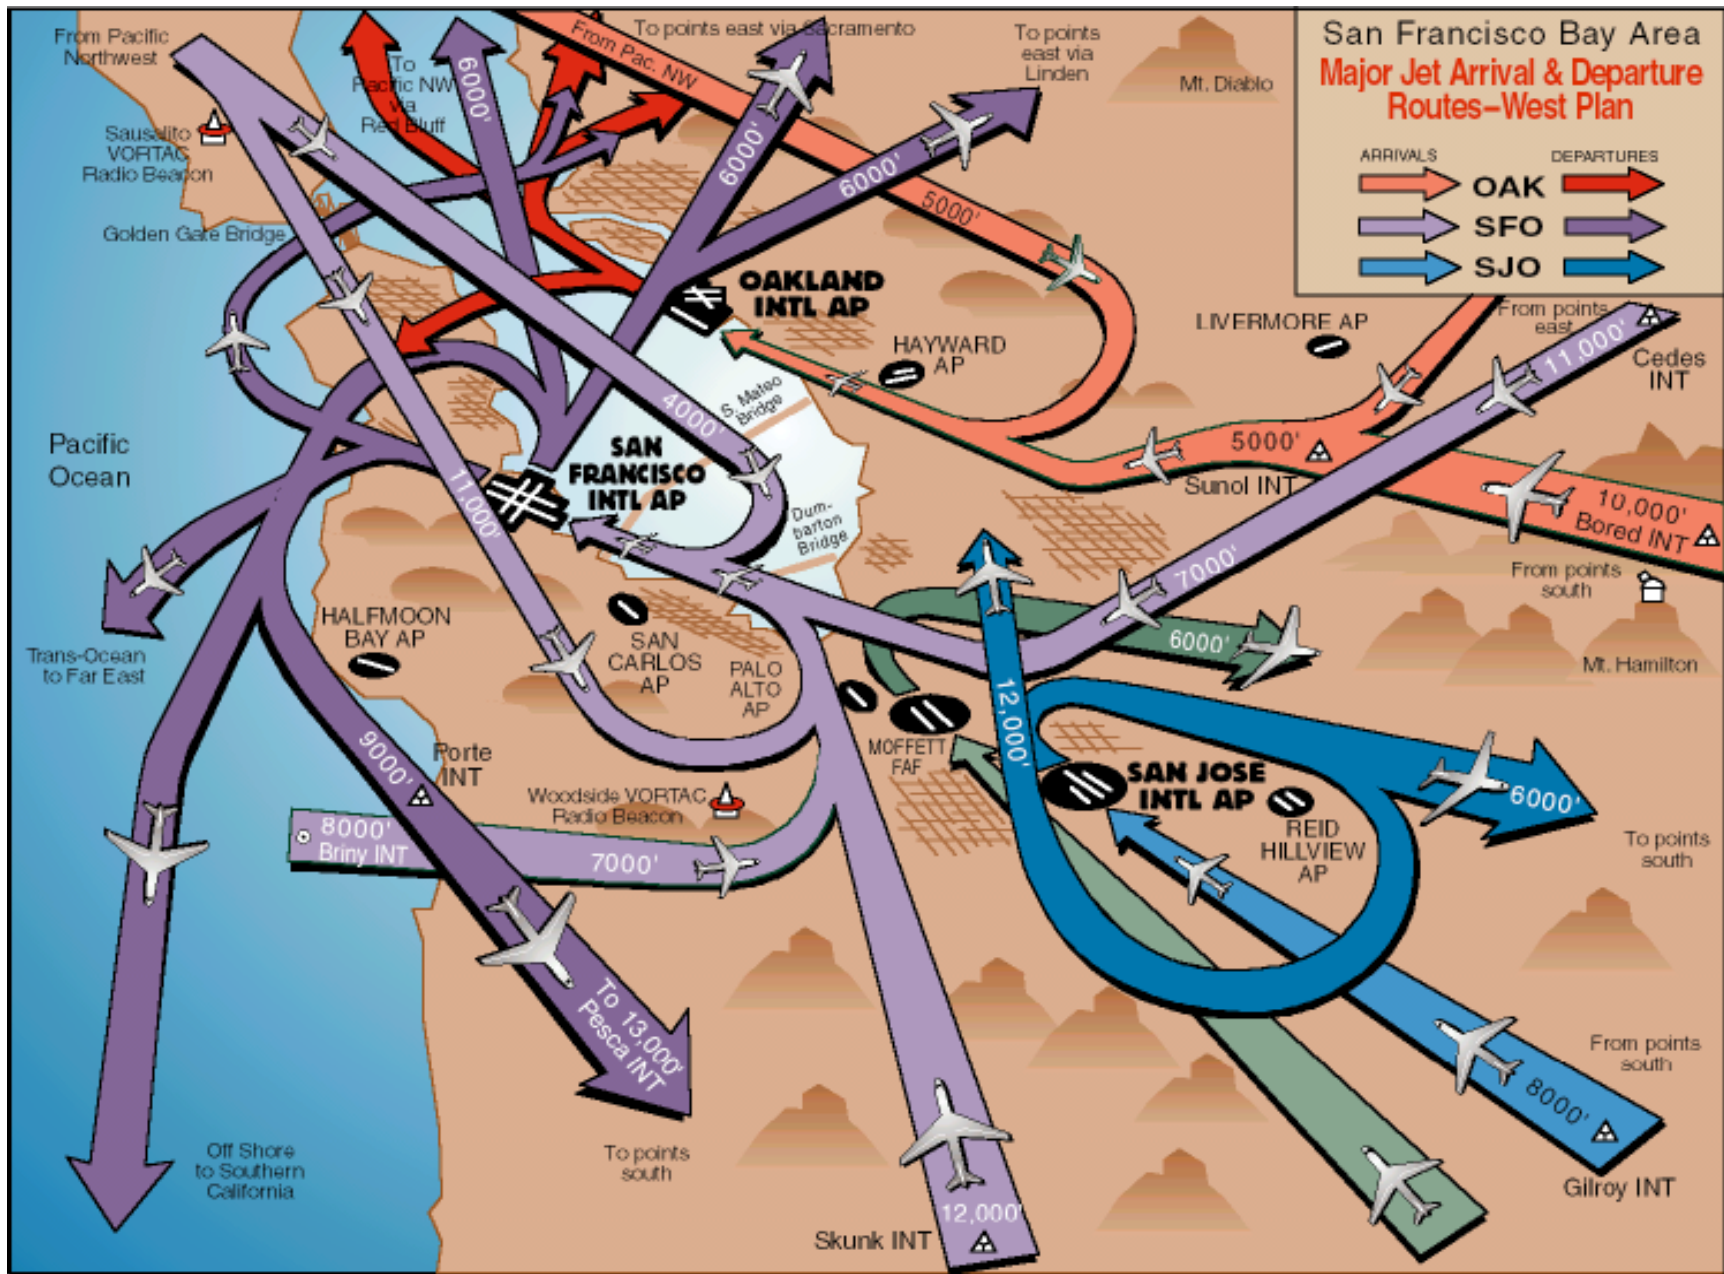 San Francisco Bay Area
Major Jet Arrival & Departure
Routes–West Plan
ARRIVALS
DEPARTURES
OAK
SFO
SJO
From Pacific
Northwest
To
Pacific NW
via
Red Bluff
6000'
From Pac. NW
To points east via Sacramento
To points
east via
Linden
Mt. Diablo
Sausalito
VORTAC
Radio Beacon
Golden Gate Bridge
6000'
6000'
5000'
OAKLAND
INTL AP
HAYWARD
AP
LIVERMORE AP
From points
east
11,000'
Cedes
INT
Pacific
Ocean
4000'
S. Mateo
Bridge
SAN
FRANCISCO
INTL AP
11,000'
Dum-
barton
Bridge
5000'
Sunol INT
10,000'
Bored INT
7000'
From points
south
HALFMOON
BAY AP
SAN
CARLOS
AP
PALO
ALTO
AP
6000'
Mt. Hamilton
Trans-Ocean
to Far East
12,000'
MOFFETT
FAF
9000'
Porte
INT
SAN JOSE
INTL AP
6000'
Woodside VORTAC
Radio Beacon
REID
HILLVIEW
AP
To points
south
8000'
Briny INT
7000'
To 13,000'
Pesca INT
From points
south
8000'
Off Shore
to Southern
California
To points
south
Gilroy INT
12,000'
Skunk INT